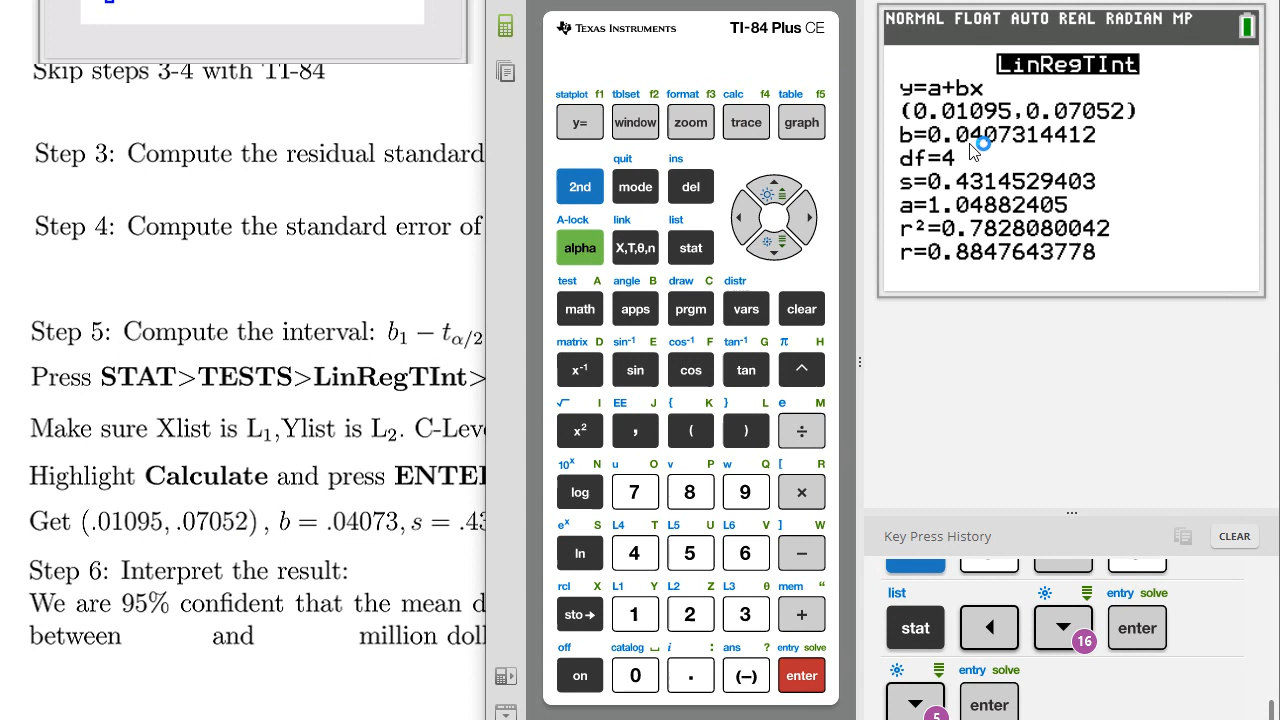 Skip steps 3-4 with TI-84
Step 3: Compute the residual standard
Step 4: Compute the standard error of
Step 5: Compute the interval: b₁ − t_{α/2}
Press STAT>TESTS>LinRegTInt>
Make sure Xlist is L₁,Ylist is L₂. C-Leve
Highlight Calculate and press ENTER
Get (.01095, .07052) , b = .04073, s = .43
Step 6: Interpret the result:
We are 95% confident that the mean d
between and million doll
TEXAS INSTRUMENTS TI-84 Plus CE
statplot f1 tblset f2 format f3 calc f4 table f5
y= window zoom trace graph
quit ins
2nd mode del
A-lock link list
alpha X,T,θ,n stat
test A angle B draw C distr
math apps prgm vars clear
matrix D sin⁻¹ E cos⁻¹ F tan⁻¹ G π H
x⁻¹ sin cos tan ^
√ I EE J { K } L e M
x² , ( ) ÷
10ˣ N u O v P w Q [ R
log 7 8 9 ×
eˣ S L4 T L5 U L6 V ] W
ln 4 5 6 −
rcl X L1 Y L2 Z L3 θ mem “
sto→ 1 2 3 +
off catalog ⎵ i : ans ? entry solve
on 0 . (−) enter
NORMAL FLOAT AUTO REAL RADIAN MP
LinRegTInt
y=a+bx
(0.01095,0.07052)
b=0.0407314412
df=4
s=0.4314529403
a=1.04882405
r²=0.7828080042
r=0.8847643778
Key Press History CLEAR
list entry solve
stat enter
16
entry solve
enter
5